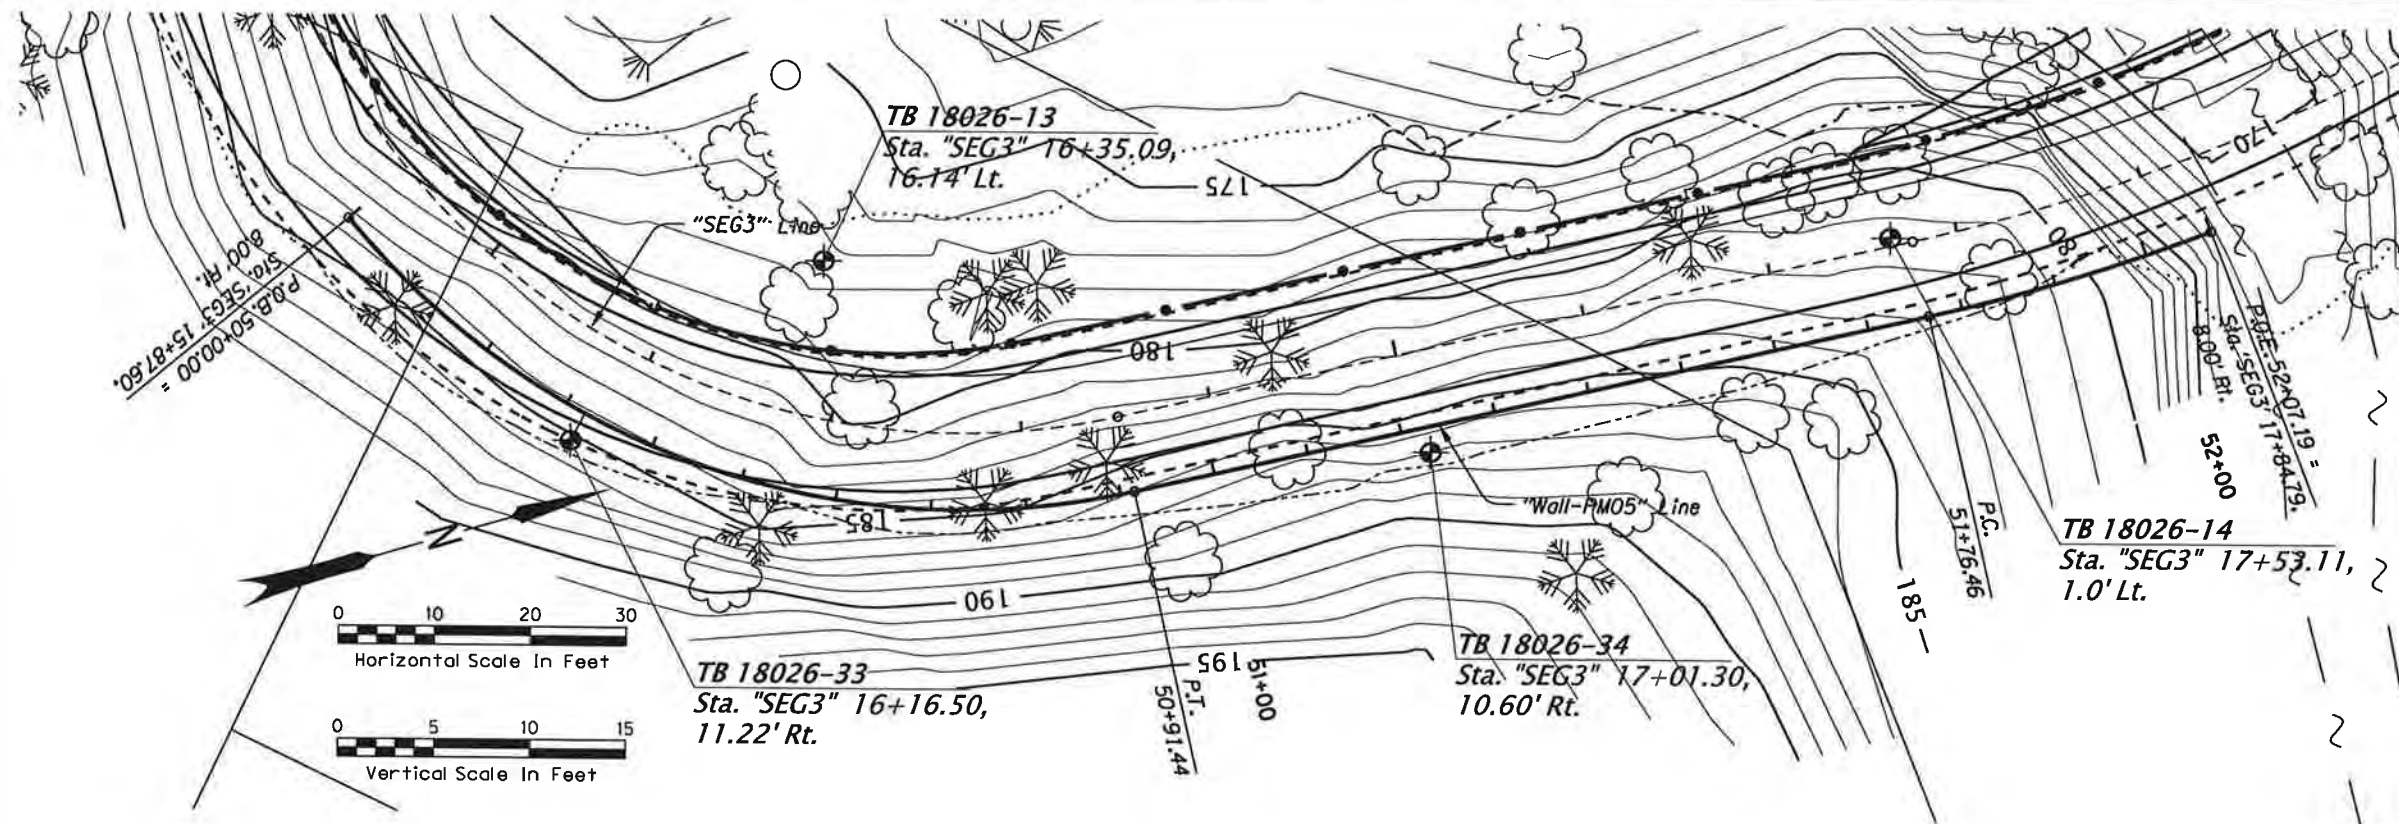 TB 18026-13
Sta. "SEG3" 16+35.09,
16.14' Lt.
"SEG3" Line
175
170
180
80
P.O.B. 50+00.00 =
Sta. "SEG3" 15+87.60,
8.00' Rt.
P.O.E. 52+07.19 =
Sta. "SEG3" 17+84.79,
8.00' Rt.
52+00
185
"Wall-PM05" Line
P.C.
51+76.46
TB 18026-14
Sta. "SEG3" 17+53.11,
1.0' Lt.
N
190
185
0 10 20 30
Horizontal Scale In Feet
TB 18026-33
Sta. "SEG3" 16+16.50,
11.22' Rt.
195
51+00
P.T.
50+91.44
TB 18026-34
Sta. "SEG3" 17+01.30,
10.60' Rt.
0 5 10 15
Vertical Scale In Feet